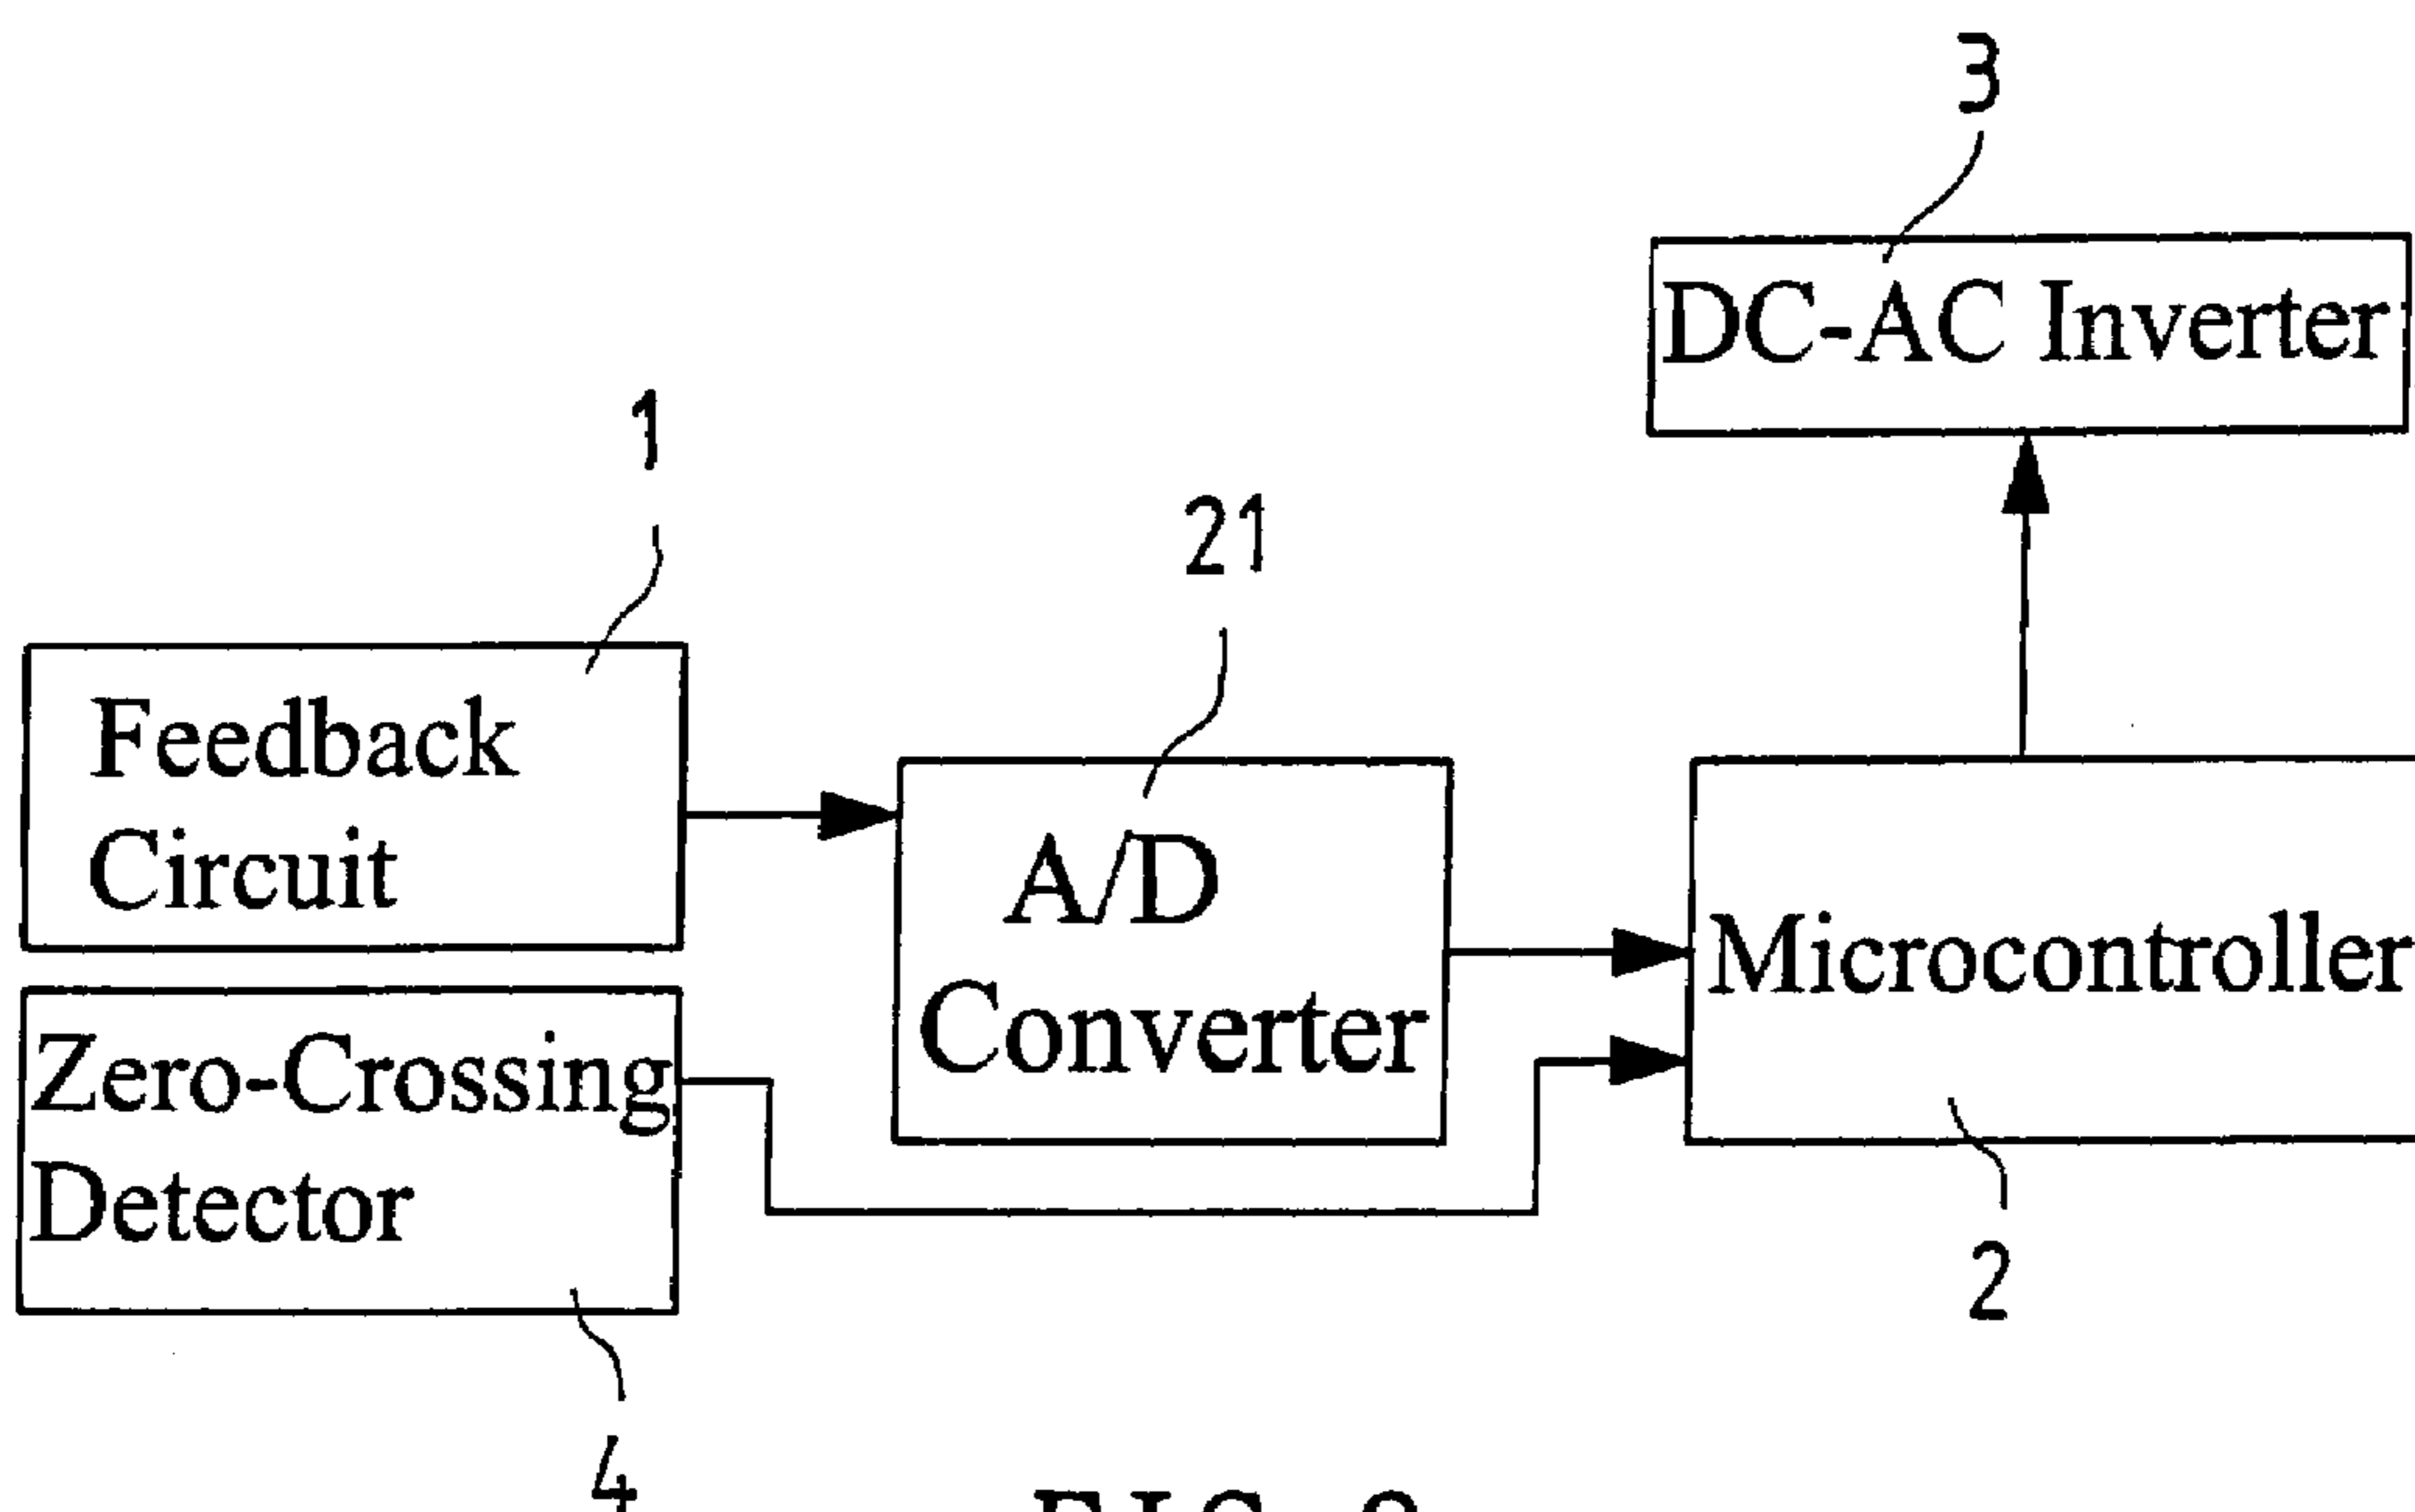 3
DC-AC Inverter
1
21
Feedback
Circuit
A/D
Converter
Microcontroller
Zero-Crossing
Detector
2
4